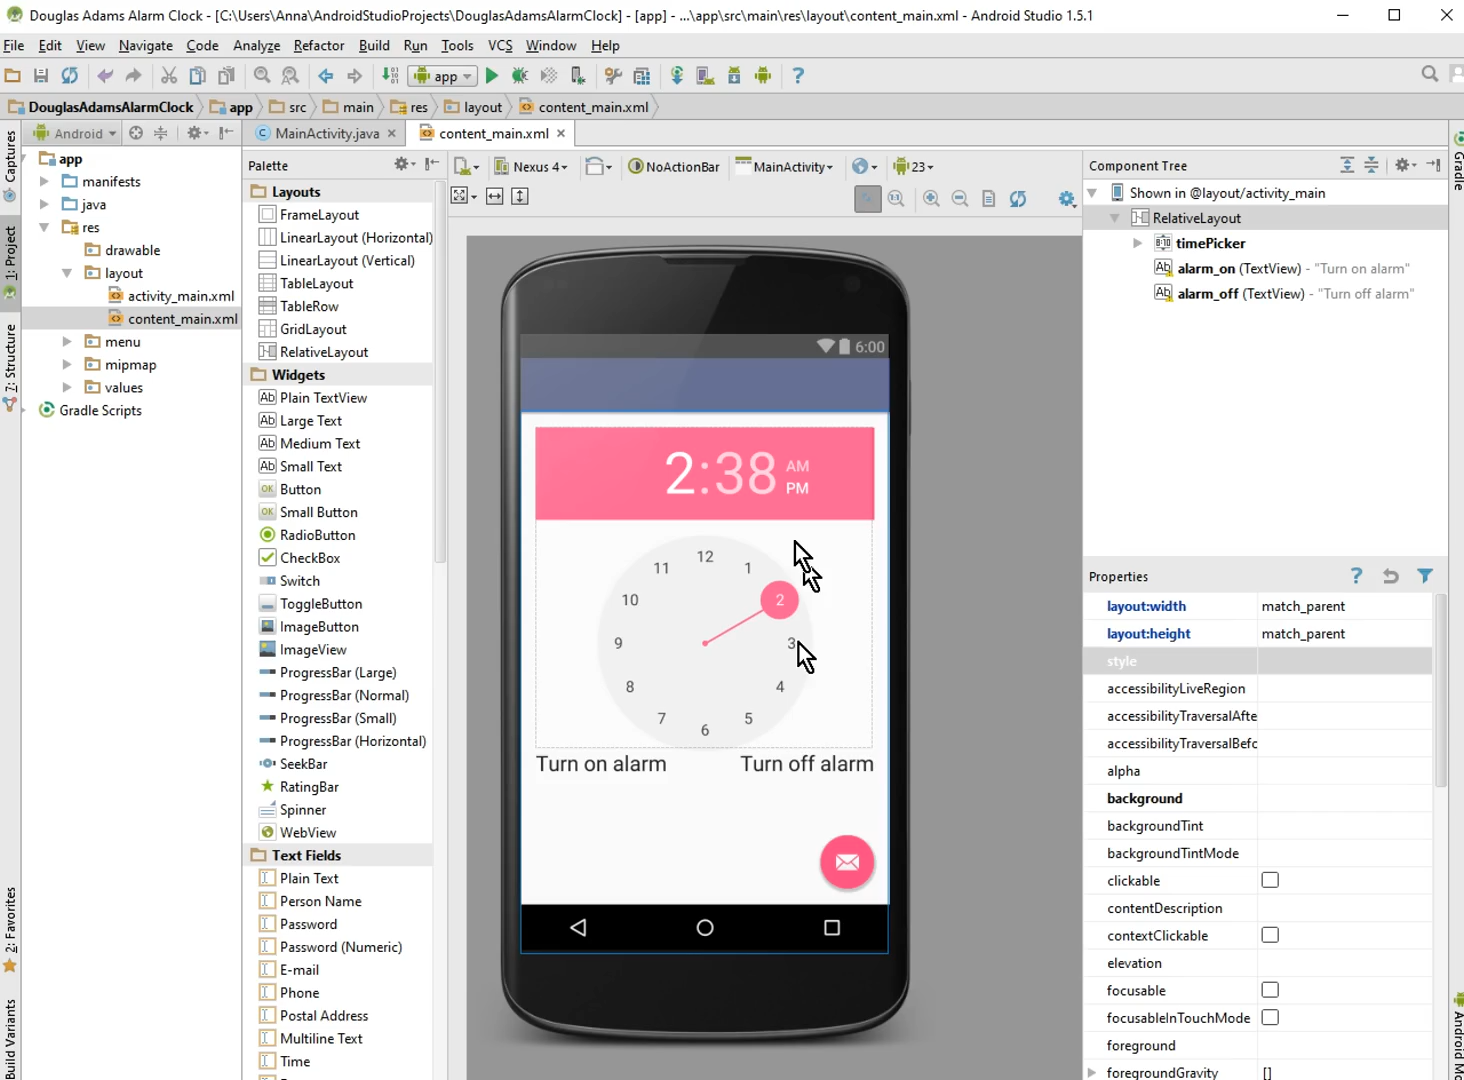 Douglas Adams Alarm Clock - [C:\Users\Anna\AndroidStudioProjects\DouglasAdamsAlarmClock] - [app] - ...\app\src\main\res\layout\content_main.xml - Android Studio 1.5.1
File Edit View Navigate Code Analyze Refactor Build Run Tools VCS Window Help
app
DouglasAdamsAlarmClock app src main res layout content_main.xml
Android
MainActivity.java content_main.xml
Captures
1: Project
7: Structure
2: Favorites
Build Variants
app
manifests
java
res
drawable
layout
activity_main.xml
content_main.xml
menu
mipmap
values
Gradle Scripts
Palette
Layouts
FrameLayout
LinearLayout (Horizontal)
LinearLayout (Vertical)
TableLayout
TableRow
GridLayout
RelativeLayout
Widgets
Plain TextView
Large Text
Medium Text
Small Text
Button
Small Button
RadioButton
CheckBox
Switch
ToggleButton
ImageButton
ImageView
ProgressBar (Large)
ProgressBar (Normal)
ProgressBar (Small)
ProgressBar (Horizontal)
SeekBar
RatingBar
Spinner
WebView
Text Fields
Plain Text
Person Name
Password
Password (Numeric)
E-mail
Phone
Postal Address
Multiline Text
Time
Nexus 4 NoActionBar MainActivity 23
6:00
2:38 AM
PM
12
11 1
10 2
9 3
8 4
7 5
6
Turn on alarm Turn off alarm
Component Tree
Shown in @layout/activity_main
RelativeLayout
timePicker
alarm_on (TextView) - "Turn on alarm"
alarm_off (TextView) - "Turn off alarm"
Properties
layout:width match_parent
layout:height match_parent
style
accessibilityLiveRegion
accessibilityTraversalAfte
accessibilityTraversalBefc
alpha
background
backgroundTint
backgroundTintMode
clickable
contentDescription
contextClickable
elevation
focusable
focusableInTouchMode
foreground
foregroundGravity []
Gradle
Android Mo